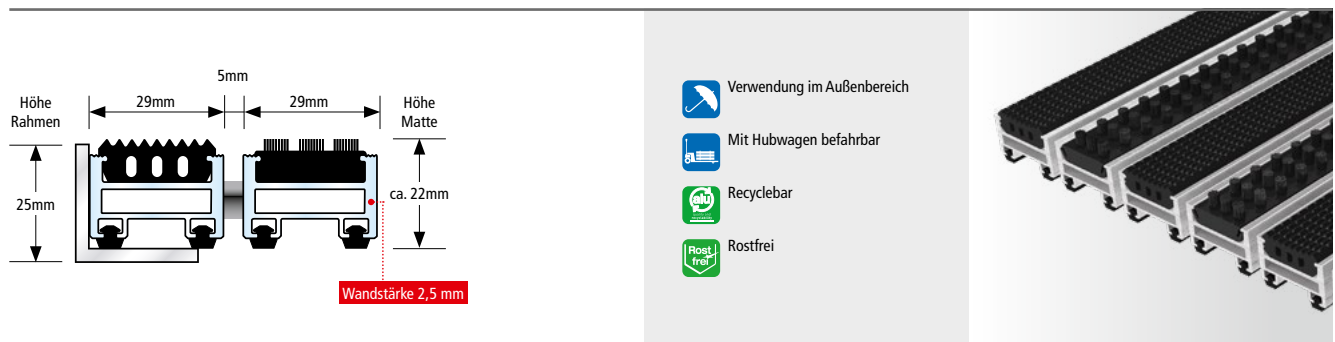 5mm
Höhe
Rahmen
29mm
29mm
Höhe
Matte
25mm
ca. 22mm
Wandstärke 2,5 mm
Verwendung im Außenbereich
Mit Hubwagen befahrbar
alu
Recyclebar
Rost
frei
Rostfrei